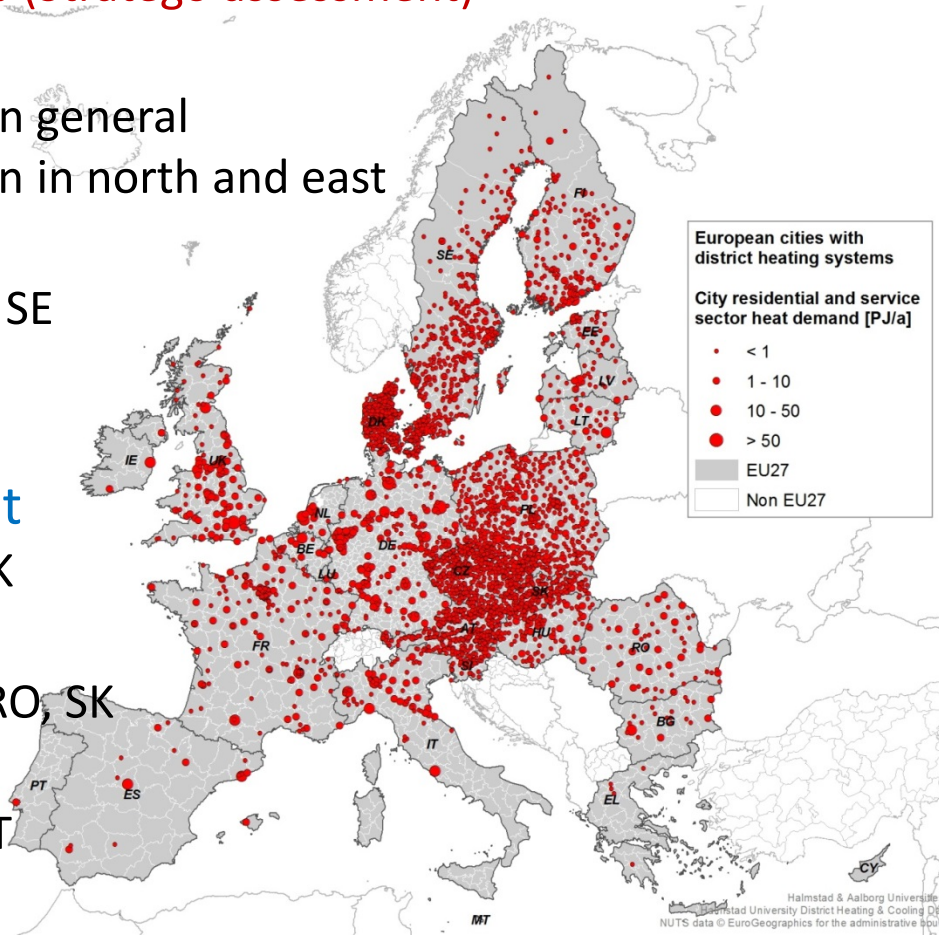 (Stratego assessment)
n general
n in north and east
SE
t
K
RO, SK
T
European cities with
district heating systems
City residential and service
sector heat demand [PJ/a]
< 1
1 - 10
10 - 50
> 50
EU27
Non EU27
FI
SE
EE
LV
LT
DK
IE
UK
NL
BE
LU
DE
PL
CZ
SK
AT
HU
SI
FR
RO
BG
IT
PT
ES
EL
CY
MT
Halmstad & Aalborg Universitie
Halmstad University District Heating & Cooling
NUTS data © EuroGeographics for the administrative bou